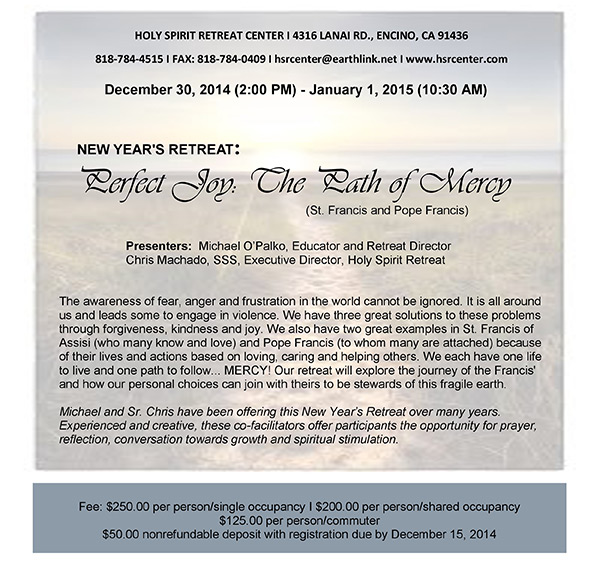 HOLY SPIRIT RETREAT CENTER I 4316 LANAI RD., ENCINO, CA 91436
818-784-4515 I FAX: 818-784-0409 I hsrcenter@earthlink.net I www.hsrcenter.com
December 30, 2014 (2:00 PM) - January 1, 2015 (10:30 AM)
NEW YEAR'S RETREAT:
Perfect Joy: The Path of Mercy
(St. Francis and Pope Francis)
Presenters: Michael O'Palko, Educator and Retreat Director
Chris Machado, SSS, Executive Director, Holy Spirit Retreat
The awareness of fear, anger and frustration in the world cannot be ignored. It is all around
us and leads some to engage in violence. We have three great solutions to these problems
through forgiveness, kindness and joy. We also have two great examples in St. Francis of
Assisi (who many know and love) and Pope Francis (to whom many are attached) because
of their lives and actions based on loving, caring and helping others. We each have one life
to live and one path to follow... MERCY! Our retreat will explore the journey of the Francis'
and how our personal choices can join with theirs to be stewards of this fragile earth.
Michael and Sr. Chris have been offering this New Year's Retreat over many years.
Experienced and creative, these co-facilitators offer participants the opportunity for prayer,
reflection, conversation towards growth and spiritual stimulation.
Fee: $250.00 per person/single occupancy I $200.00 per person/shared occupancy
$125.00 per person/commuter
$50.00 nonrefundable deposit with registration due by December 15, 2014